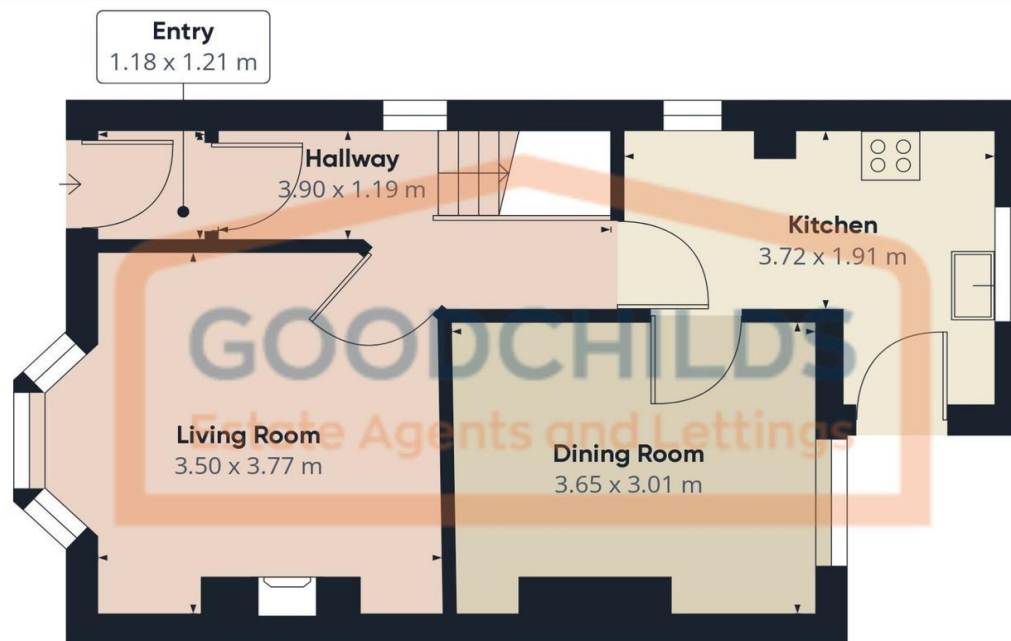 Entry
1.18 x 1.21 m
Hallway
3.90 x 1.19 m
Kitchen
3.72 x 1.91 m
GOODCHILDS
Estate Agents and Lettings
Living Room
3.50 x 3.77 m
Dining Room
3.65 x 3.01 m